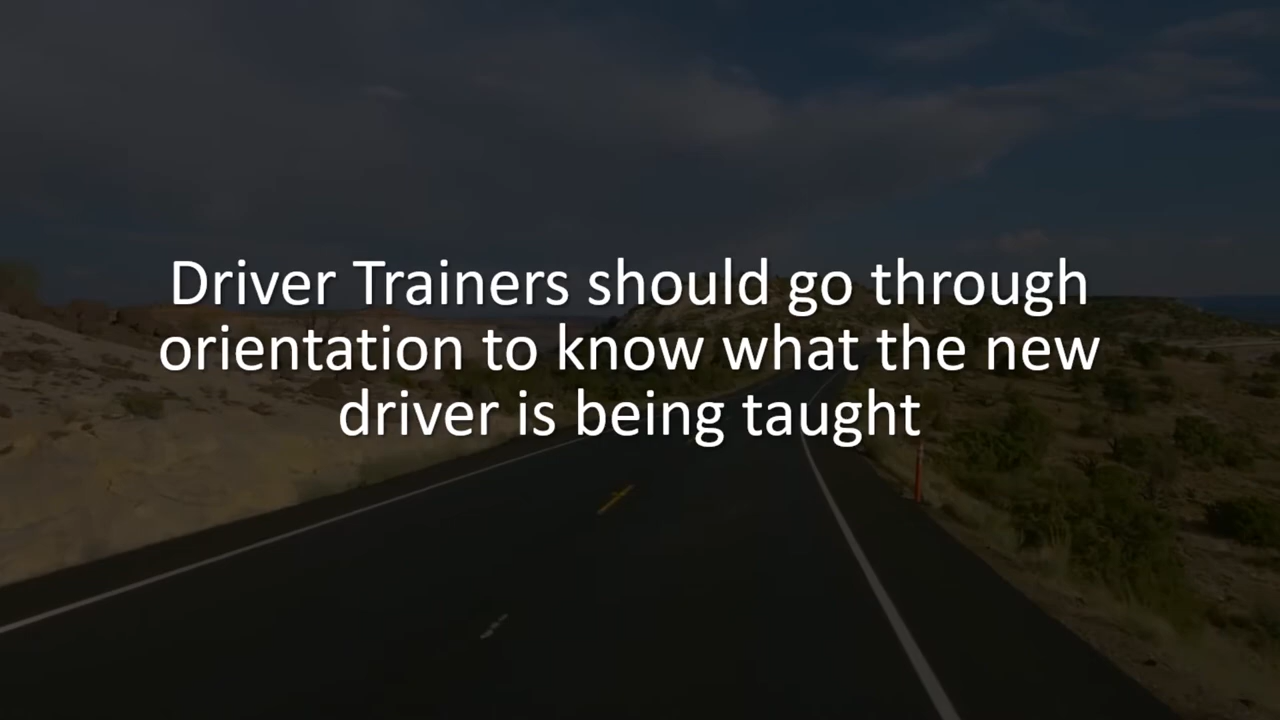 Driver Trainers should go through
orientation to know what the new
driver is being taught